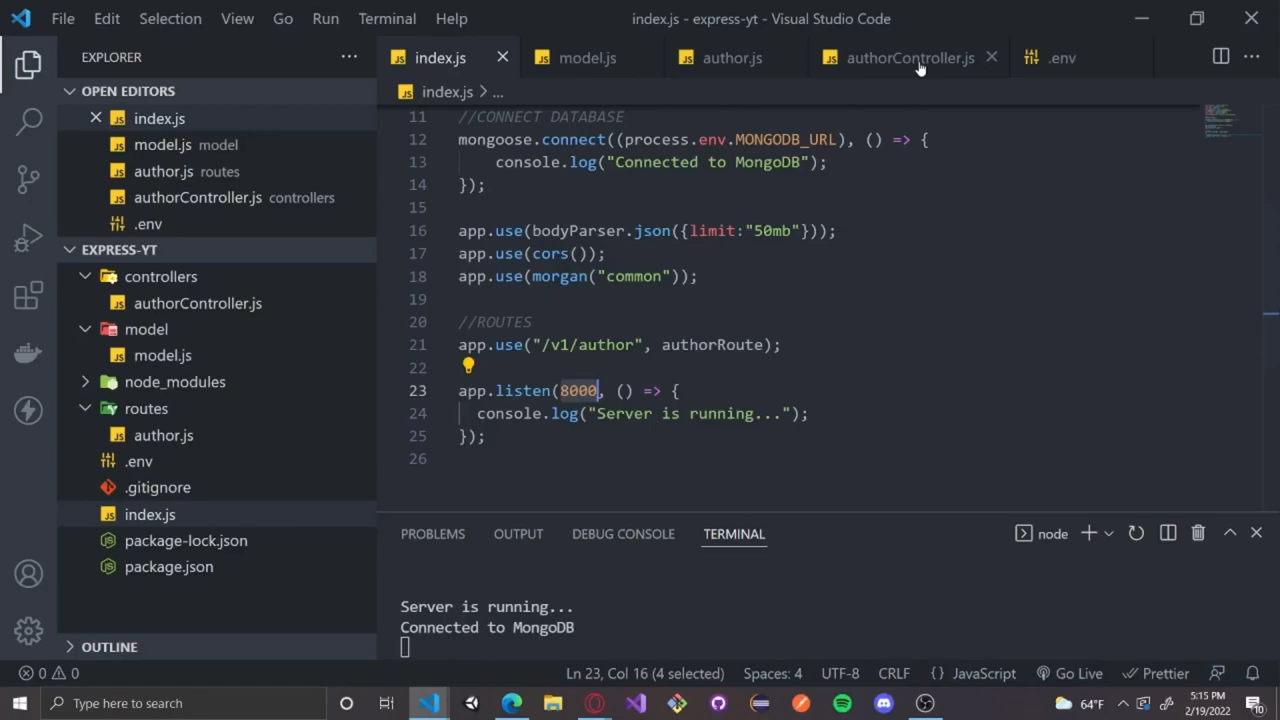 File Edit Selection View Go Run Terminal Help index.js - express-yt - Visual Studio Code
EXPLORER
OPEN EDITORS
index.js
model.js model
author.js routes
authorController.js controllers
.env
EXPRESS-YT
controllers
authorController.js
model
model.js
node_modules
routes
author.js
.env
.gitignore
index.js
package-lock.json
package.json
OUTLINE
index.js model.js author.js authorController.js .env
index.js > ...
11 //CONNECT DATABASE
12 mongoose.connect((process.env.MONGODB_URL), () => {
13 console.log("Connected to MongoDB");
14 });
15
16 app.use(bodyParser.json({limit:"50mb"}));
17 app.use(cors());
18 app.use(morgan("common"));
19
20 //ROUTES
21 app.use("/v1/author", authorRoute);
22
23 app.listen(8000, () => {
24 console.log("Server is running...");
25 });
26
PROBLEMS OUTPUT DEBUG CONSOLE TERMINAL node
Server is running...
Connected to MongoDB
0 0 Ln 23, Col 16 (4 selected) Spaces: 4 UTF-8 CRLF {} JavaScript Go Live Prettier
Type here to search 64°F 5:15 PM
2/19/2022 10